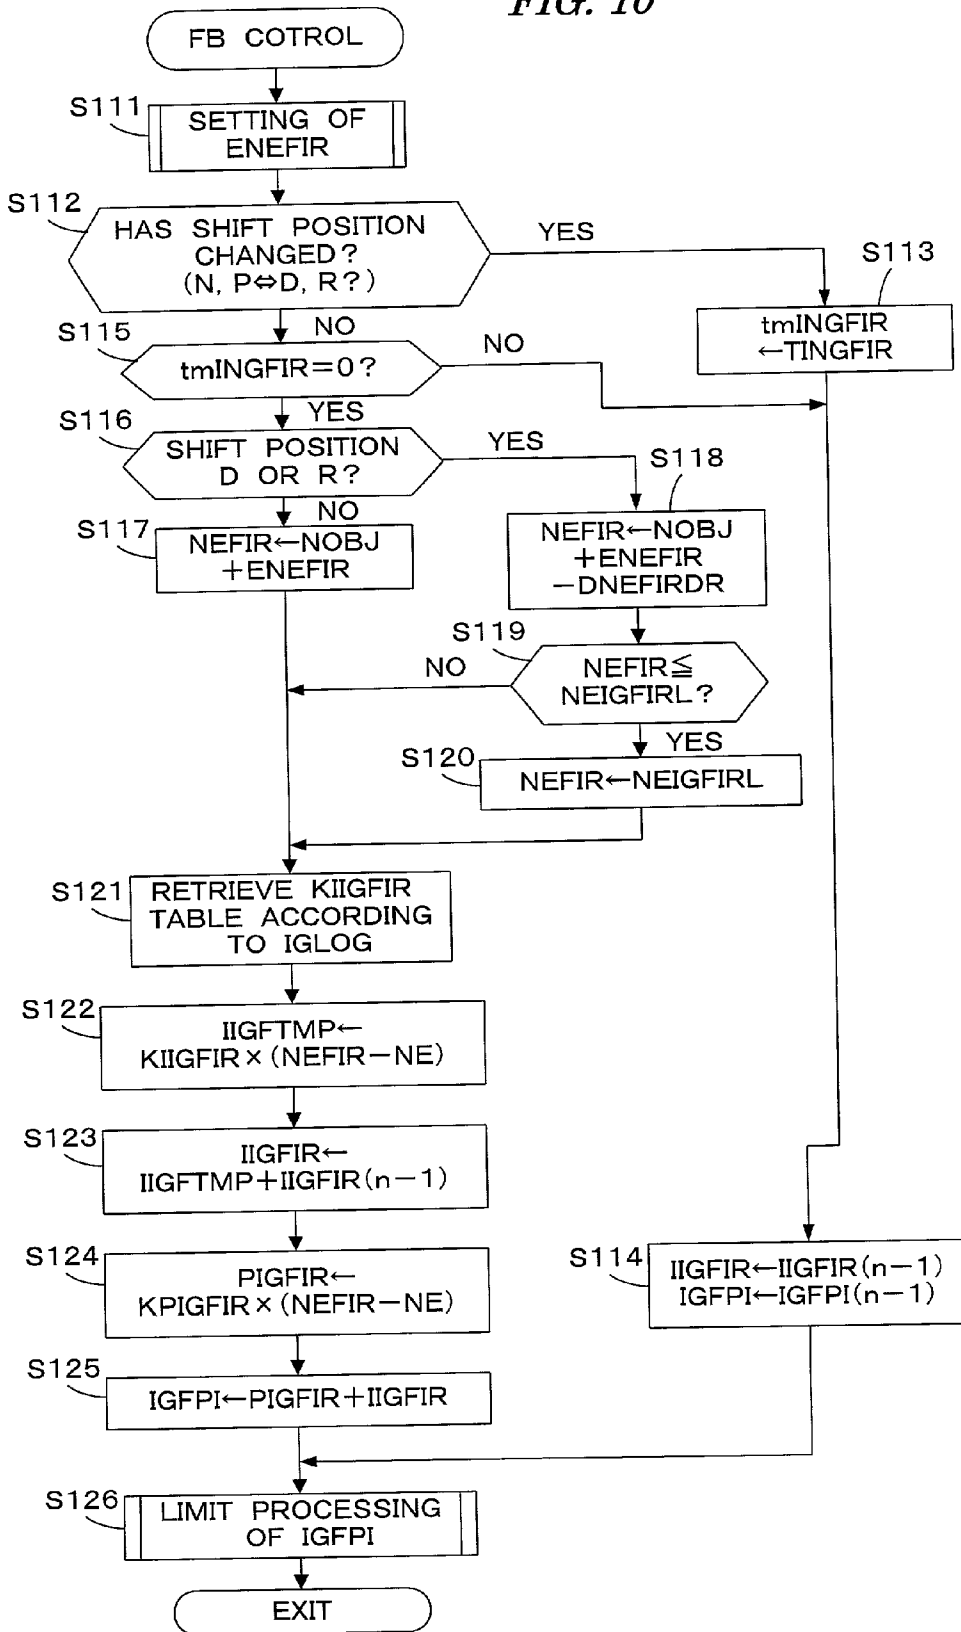 FIG. 10
FB COTROL
S111
SETTING OF
ENEFIR
S112
HAS SHIFT POSITION
CHANGED?
(N, P⇔D, R?)
YES
S113
tmINGFIR
←TINGFIR
NO
S115
tmINGFIR=0?
NO
YES
S116
SHIFT POSITION
D OR R?
YES
NO
S117
NEFIR←NOBJ
+ENEFIR
S118
NEFIR←NOBJ
+ENEFIR
−DNEFIRDR
S119
NEFIR≦
NEIGFIRL?
NO
YES
S120
NEFIR←NEIGFIRL
S121
RETRIEVE KIIGFIR
TABLE ACCORDING
TO IGLOG
S122
IIGFTMP←
KIIGFIR×(NEFIR−NE)
S123
IIGFIR←
IIGFTMP+IIGFIR(n−1)
S124
PIGFIR←
KPIGFIR×(NEFIR−NE)
S114
IIGFIR←IIGFIR(n−1)
IGFPI←IGFPI(n−1)
S125
IGFPI←PIGFIR+IIGFIR
S126
LIMIT PROCESSING
OF IGFPI
EXIT